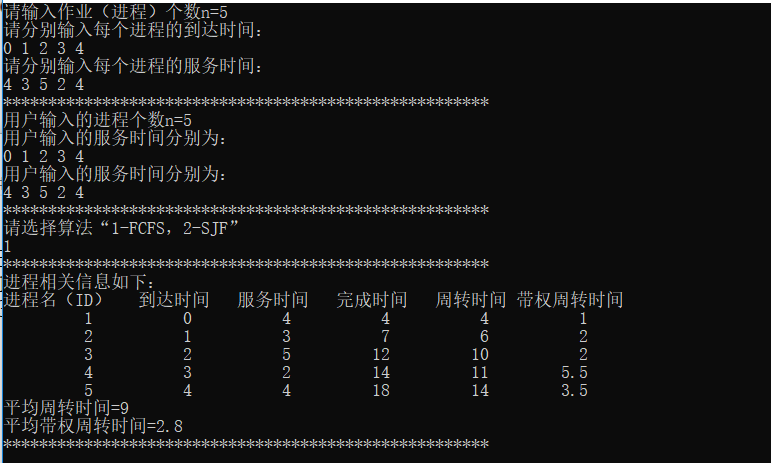 请输入作业（进程）个数n=5
请分别输入每个进程的到达时间：
0 1 2 3 4
请分别输入每个进程的服务时间：
4 3 5 2 4
******************************************************
用户输入的进程个数n=5
用户输入的服务时间分别为：
0 1 2 3 4
用户输入的服务时间分别为：
4 3 5 2 4
******************************************************
请选择算法“1-FCFS，2-SJF”
1
******************************************************
进程相关信息如下：
进程名（ID） 到达时间 服务时间 完成时间 周转时间 带权周转时间
1 0 4 4 4 1
2 1 3 7 6 2
3 2 5 12 10 2
4 3 2 14 11 5.5
5 4 4 18 14 3.5
平均周转时间=9
平均带权周转时间=2.8
******************************************************